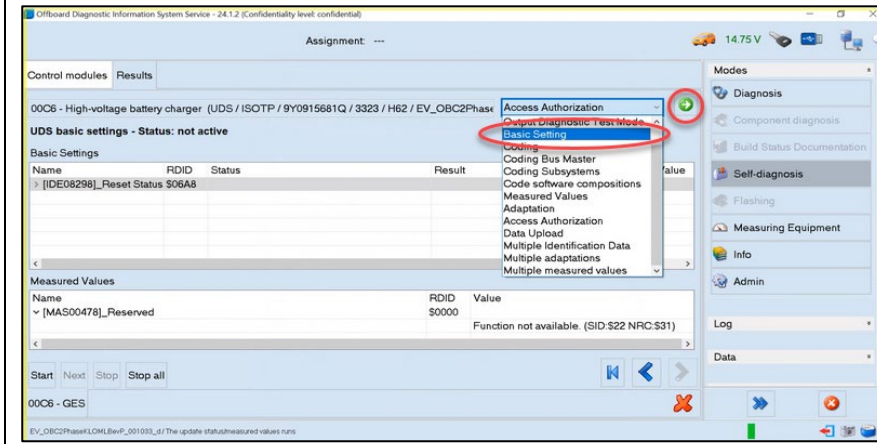 Offboard Diagnostic Information System Service - 24.1.2 (Confidentiality level: confidential)
Assignment: ---
14.75 V
Control modules Results
00C6 - High-voltage battery charger (UDS / ISOTP / 9Y0915681Q / 3323 / H62 / EV_OBC2Phase
Access Authorization
Output Diagnostic Test Mode
Basic Setting
Coding
Coding Bus Master
Coding Subsystems
Code software compositions
Measured Values
Adaptation
Access Authorization
Data Upload
Multiple Identification Data
Multiple adaptations
Multiple measured values
UDS basic settings - Status: not active
Basic Settings
Name RDID Status Result Value
[IDE08298]_Reset Status $06A8
Measured Values
Name RDID Value
[MAS00478]_Reserved $0000
Function not available. (SID:$22 NRC:$31)
Start Next Stop Stop all
00C6 - GES
EV_OBC2PhaseKLOMLBevP_001033_d / The update status/measured values runs
Modes
Diagnosis
Component diagnosis
Build Status Documentation
Self-diagnosis
Flashing
Measuring Equipment
Info
Admin
Log
Data